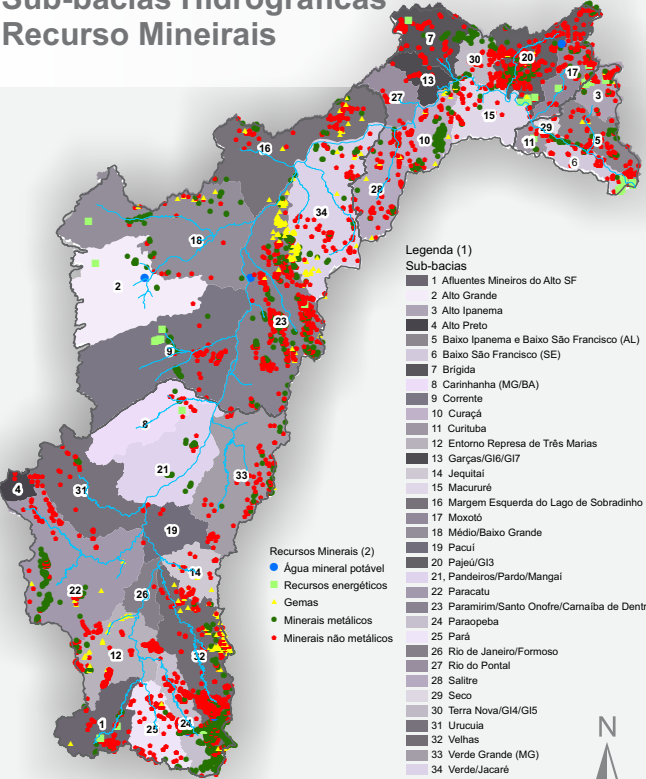 Sub-bacias Hidrográficas
Recurso Mineirais
7
30
20
17
13
27
3
15
10
29
5
11
6
16
28
34
18
2
23
9
8
21
33
31
4
19
14
22
26
12
32
1
25
24
Legenda (1)
Sub-bacias
1 Afluentes Mineiros do Alto SF
2 Alto Grande
3 Alto Ipanema
4 Alto Preto
5 Baixo Ipanema e Baixo São Francisco (AL)
6 Baixo São Francisco (SE)
7 Brígida
8 Carinhanha (MG/BA)
9 Corrente
10 Curaçá
11 Curituba
12 Entorno Represa de Três Marias
13 Garças/GI6/GI7
14 Jequitaí
15 Macururé
16 Margem Esquerda do Lago de Sobradinho
17 Moxotó
18 Médio/Baixo Grande
19 Pacuí
20 Pajeú/GI3
21, Pandeiros/Pardo/Mangaí
22 Paracatu
23 Paramirim/Santo Onofre/Carnaíba de Dentr
24 Paraopeba
25 Pará
26 Rio de Janeiro/Formoso
27 Rio do Pontal
28 Salitre
29 Seco
30 Terra Nova/GI4/GI5
31 Urucuia
32 Velhas
33 Verde Grande (MG)
34 Verde/Jacaré
Recursos Minerais (2)
Água mineral potável
Recursos energéticos
Gemas
Minerais metálicos
Minerais não metálicos
N